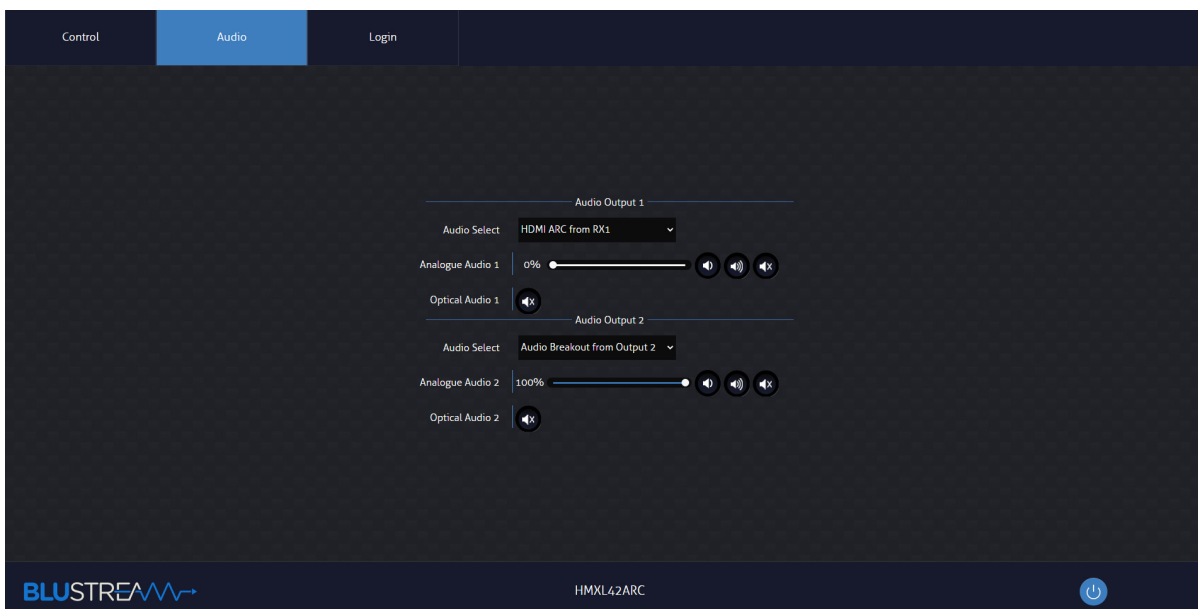 Control Audio Login
Audio Output 1
Audio Select HDMI ARC from RX1
Analogue Audio 1 0%
Optical Audio 1
Audio Output 2
Audio Select Audio Breakout from Output 2
Analogue Audio 2 100%
Optical Audio 2
BLUSTREAM HMXL42ARC